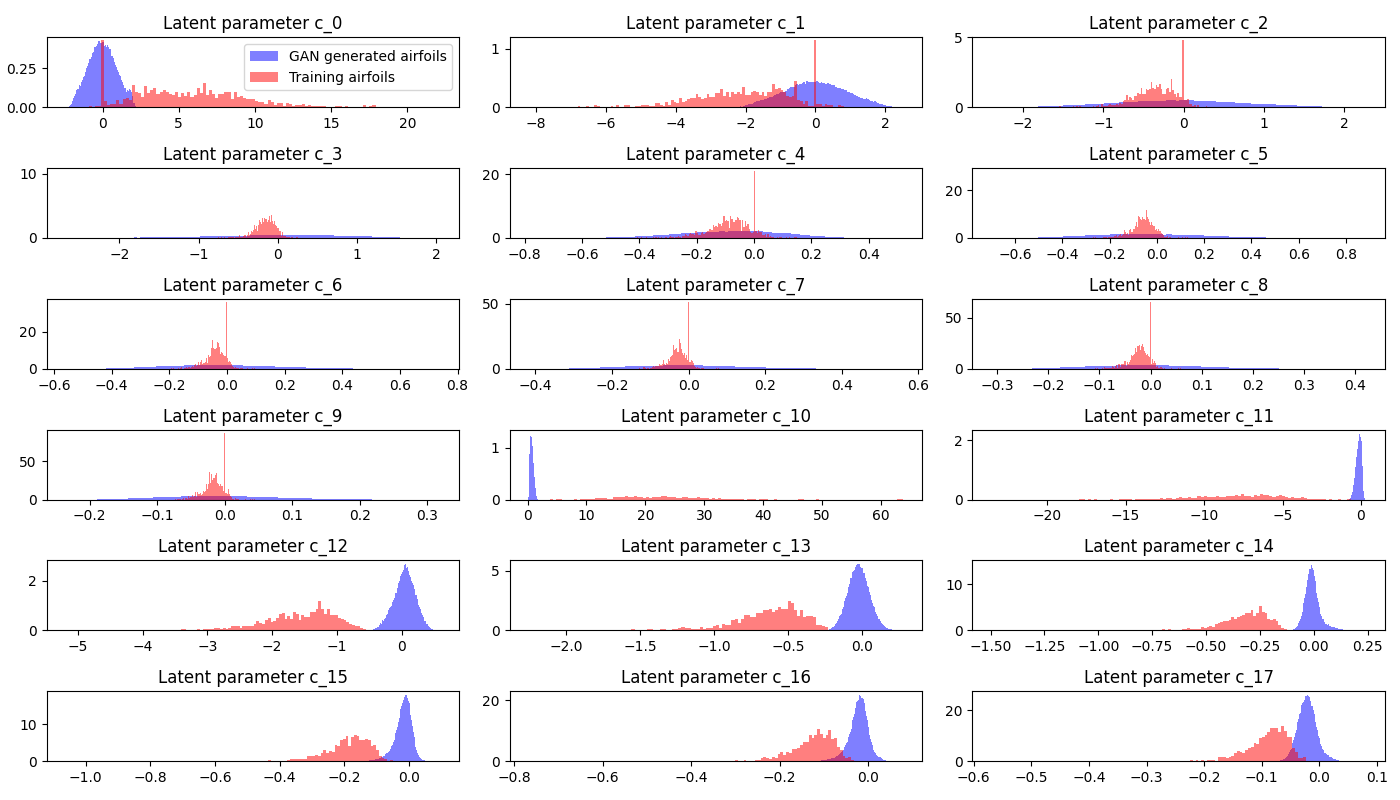 Latent parameter c_0 Latent parameter c_1 Latent parameter c_2
GAN generated airfoils
Training airfoils
0.25
0.00
0 5 10 15 20
1
0
−8 −6 −4 −2 0 2
5
0
−2 −1 0 1 2
Latent parameter c_3 Latent parameter c_4 Latent parameter c_5
10
5
0
−2 −1 0 1 2
20
0
−0.8 −0.6 −0.4 −0.2 0.0 0.2 0.4
20
0
−0.6 −0.4 −0.2 0.0 0.2 0.4 0.6 0.8
Latent parameter c_6 Latent parameter c_7 Latent parameter c_8
20
0
−0.6 −0.4 −0.2 0.0 0.2 0.4 0.6 0.8
50
0
−0.4 −0.2 0.0 0.2 0.4 0.6
50
0
−0.3 −0.2 −0.1 0.0 0.1 0.2 0.3 0.4
Latent parameter c_9 Latent parameter c_10 Latent parameter c_11
50
0
−0.2 −0.1 0.0 0.1 0.2 0.3
1
0
0 10 20 30 40 50 60
2
0
−20 −15 −10 −5 0
Latent parameter c_12 Latent parameter c_13 Latent parameter c_14
2
0
−5 −4 −3 −2 −1 0
5
0
−2.0 −1.5 −1.0 −0.5 0.0
10
0
−1.50 −1.25 −1.00 −0.75 −0.50 −0.25 0.00 0.25
Latent parameter c_15 Latent parameter c_16 Latent parameter c_17
10
0
−1.0 −0.8 −0.6 −0.4 −0.2 0.0
20
0
−0.8 −0.6 −0.4 −0.2 0.0
20
0
−0.6 −0.5 −0.4 −0.3 −0.2 −0.1 0.0 0.1